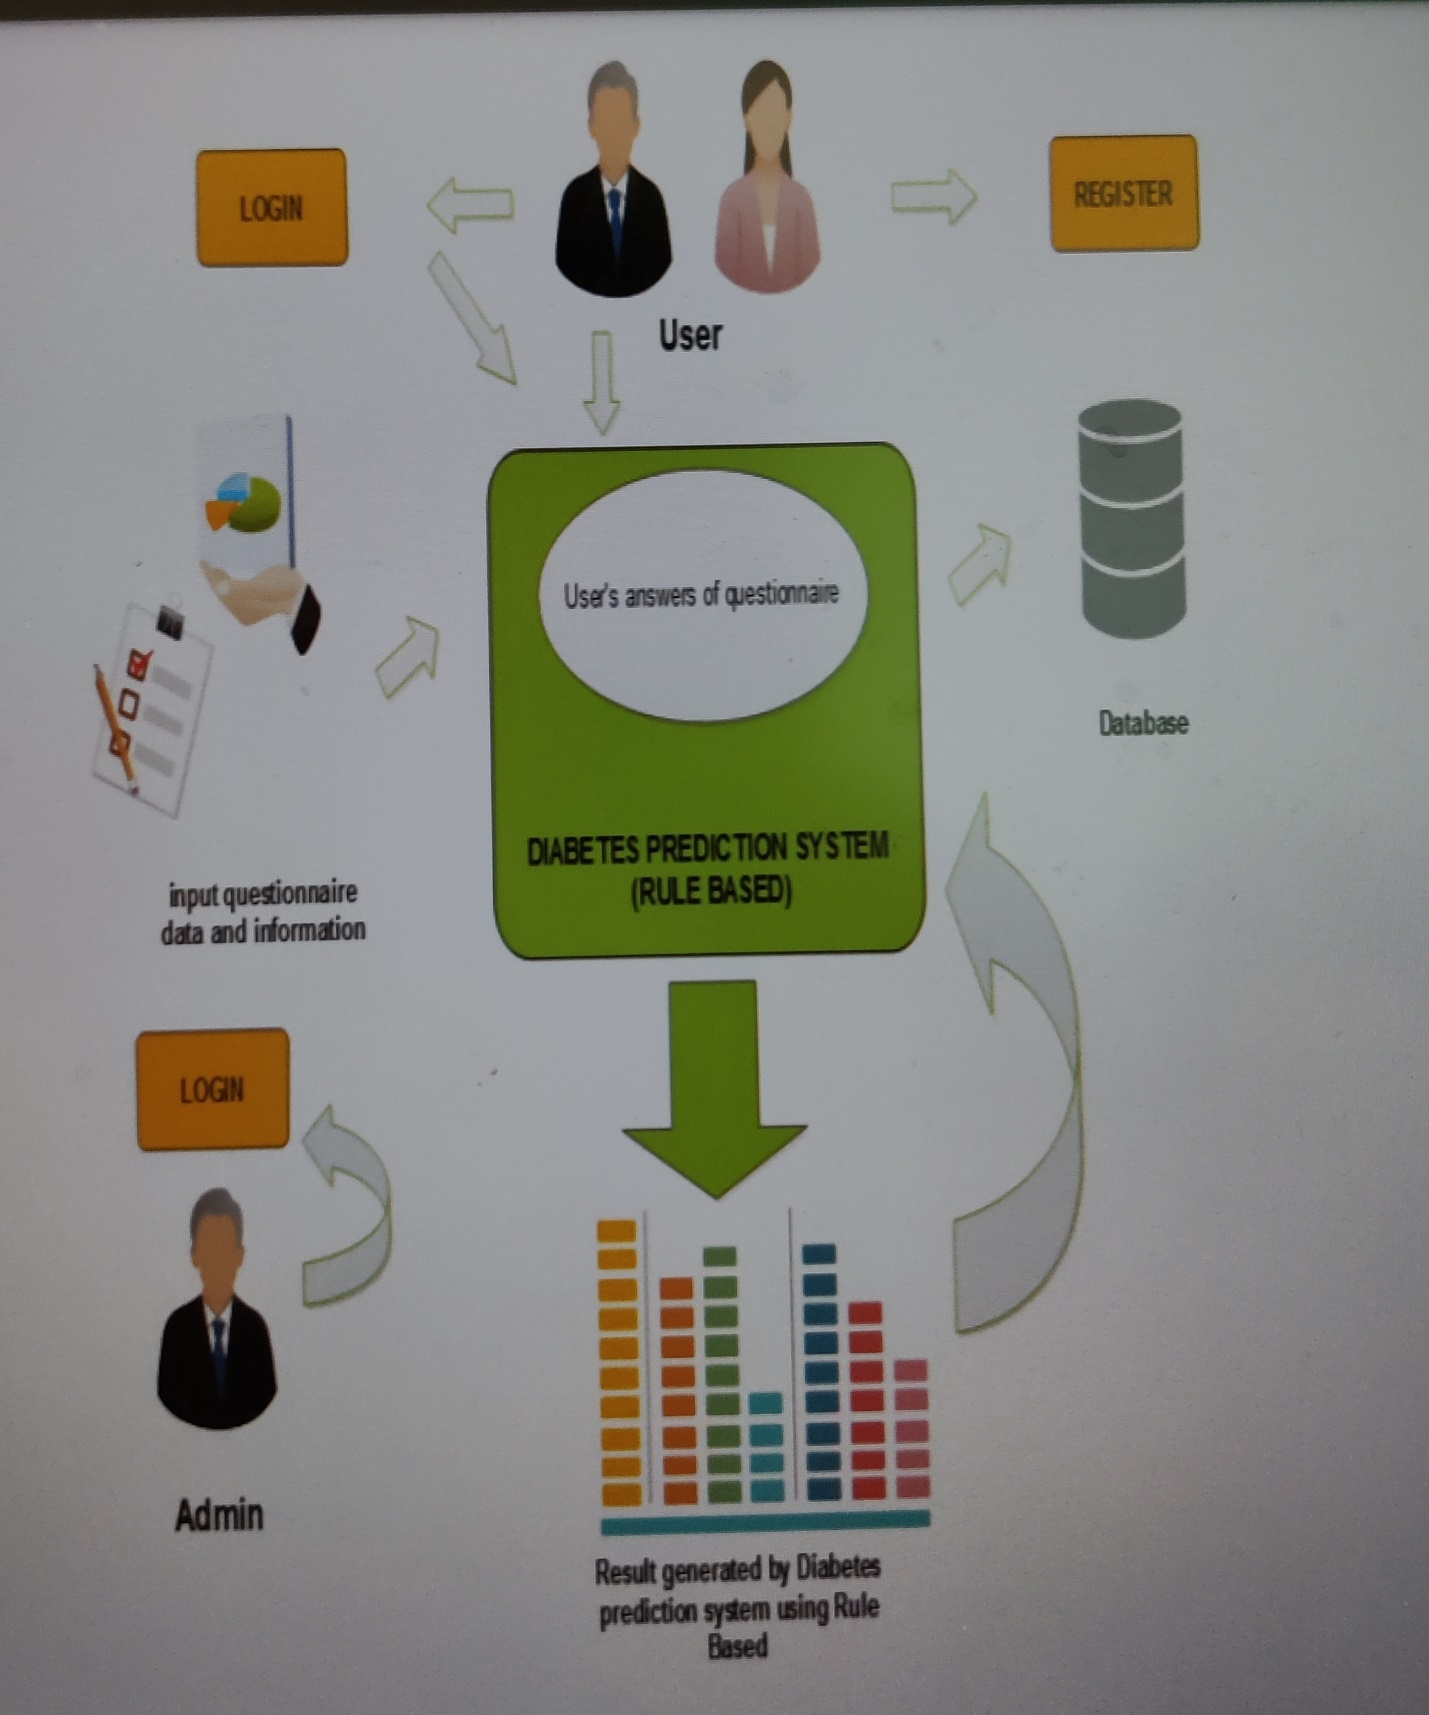 LOGIN
REGISTER
User
User's answers of questionnaire
Database
DIABETES PREDICTION SYSTEM
(RULE BASED)
input questionnaire
data and information
LOGIN
Admin
Result generated by Diabetes
prediction system using Rule
Based